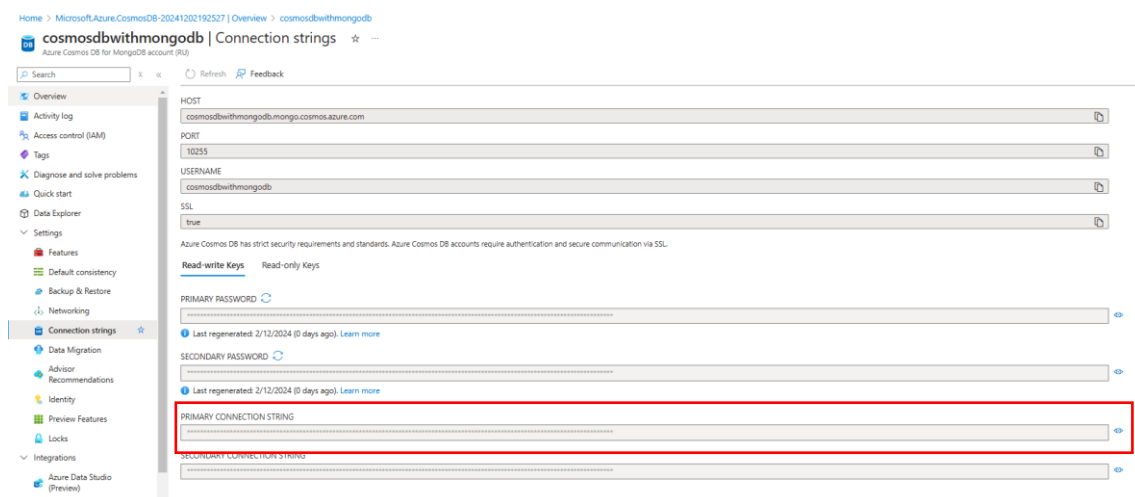 Home > Microsoft.Azure.CosmosDB-20241202192527 | Overview > cosmosdbwithmongodb
cosmosdbwithmongodb | Connection strings
Azure Cosmos DB for MongoDB account (RU)
Search
Refresh Feedback
Overview
Activity log
Access control (IAM)
Tags
Diagnose and solve problems
Quick start
Data Explorer
Settings
Features
Default consistency
Backup & Restore
Networking
Connection strings
Data Migration
Advisor
Recommendations
Identity
Preview Features
Locks
Integrations
Azure Data Studio
(Preview)
HOST
cosmosdbwithmongodb.mongo.cosmos.azure.com
PORT
10255
USERNAME
cosmosdbwithmongodb
SSL
true
Azure Cosmos DB has strict security requirements and standards. Azure Cosmos DB accounts require authentication and secure communication via SSL.
Read-write Keys Read-only Keys
PRIMARY PASSWORD
Last regenerated: 2/12/2024 (0 days ago). Learn more
SECONDARY PASSWORD
Last regenerated: 2/12/2024 (0 days ago). Learn more
PRIMARY CONNECTION STRING
SECONDARY CONNECTION STRING